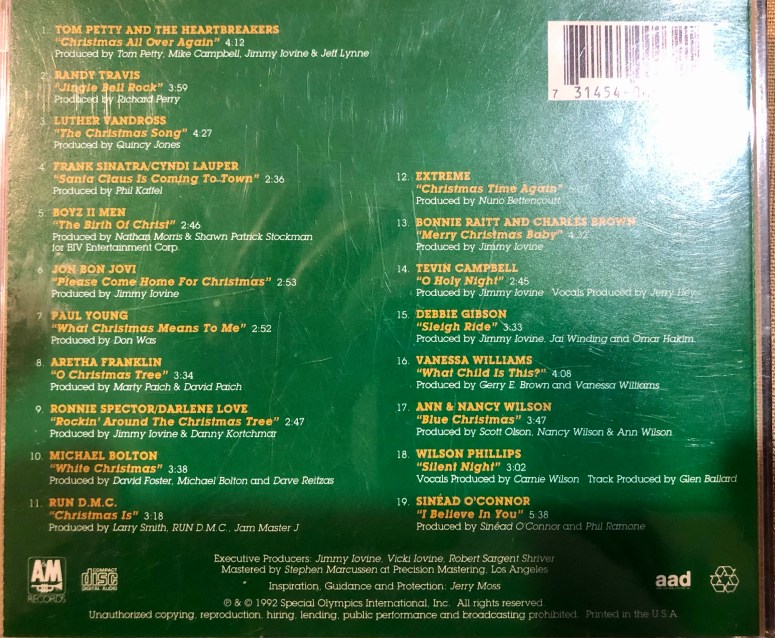 1. TOM PETTY AND THE HEARTBREAKERS
"Christmas All Over Again" 4:12
Produced by Tom Petty, Mike Campbell, Jimmy Iovine & Jeff Lynne
2. RANDY TRAVIS
"Jingle Bell Rock" 3:59
Produced by Richard Perry
3. LUTHER VANDROSS
"The Christmas Song" 4:27
Produced by Quincy Jones
4. FRANK SINATRA/CYNDI LAUPER
"Santa Claus Is Coming To Town" 2:36
Produced by Phil Kaffel
5. BOYZ II MEN
"The Birth Of Christ" 2:46
Produced by Nathan Morris & Shawn Patrick Stockman
for BIV Entertainment Corp.
6. JON BON JOVI
"Please Come Home For Christmas" 2:53
Produced by Jimmy Iovine
7. PAUL YOUNG
"What Christmas Means To Me" 2:52
Produced by Don Was
8. ARETHA FRANKLIN
"O Christmas Tree" 3:34
Produced by Marty Paich & David Paich
9. RONNIE SPECTOR/DARLENE LOVE
"Rockin' Around The Christmas Tree" 2:47
Produced by Jimmy Iovine & Danny Kortchmar
10. MICHAEL BOLTON
"White Christmas" 3:38
Produced by David Foster, Michael Bolton and Dave Reitzas
11. RUN D.M.C.
"Christmas Is" 3:18
Produced by Larry Smith, RUN D.M.C., Jam Master J
7 31454
12. EXTREME
"Christmas Time Again"
Produced by Nuno Bettencourt
13. BONNIE RAITT AND CHARLES BROWN
"Merry Christmas Baby" 4:32
Produced by Jimmy Iovine
14. TEVIN CAMPBELL
"O Holy Night" 2:45
Produced by Jimmy Iovine Vocals Produced by Jerry Hey
15. DEBBIE GIBSON
"Sleigh Ride" 3:33
Produced by Jimmy Iovine, Jai Winding and Omar Hakim.
16. VANESSA WILLIAMS
"What Child Is This?" 4:08
Produced by Gerry E. Brown and Vanessa Williams
17. ANN & NANCY WILSON
"Blue Christmas" 3:47
Produced by Scott Olson, Nancy Wilson & Ann Wilson
18. WILSON PHILLIPS
"Silent Night" 3:02
Vocals Produced by Carnie Wilson Track Produced by Glen Ballard
19. SINÉAD O'CONNOR
"I Believe In You" 5:38
Produced by Sinéad O'Connor and Phil Ramone
Executive Producers: Jimmy Iovine, Vicki Iovine, Robert Sargent Shriver
Mastered by Stephen Marcussen at Precision Mastering, Los Angeles
Inspiration, Guidance and Protection: Jerry Moss
A&M RECORDS
COMPACT disc DIGITAL AUDIO
aad
℗ & © 1992 Special Olympics International, Inc. All rights reserved.
Unauthorized copying, reproduction, hiring, lending, public performance and broadcasting prohibited. Printed in the U.S.A.